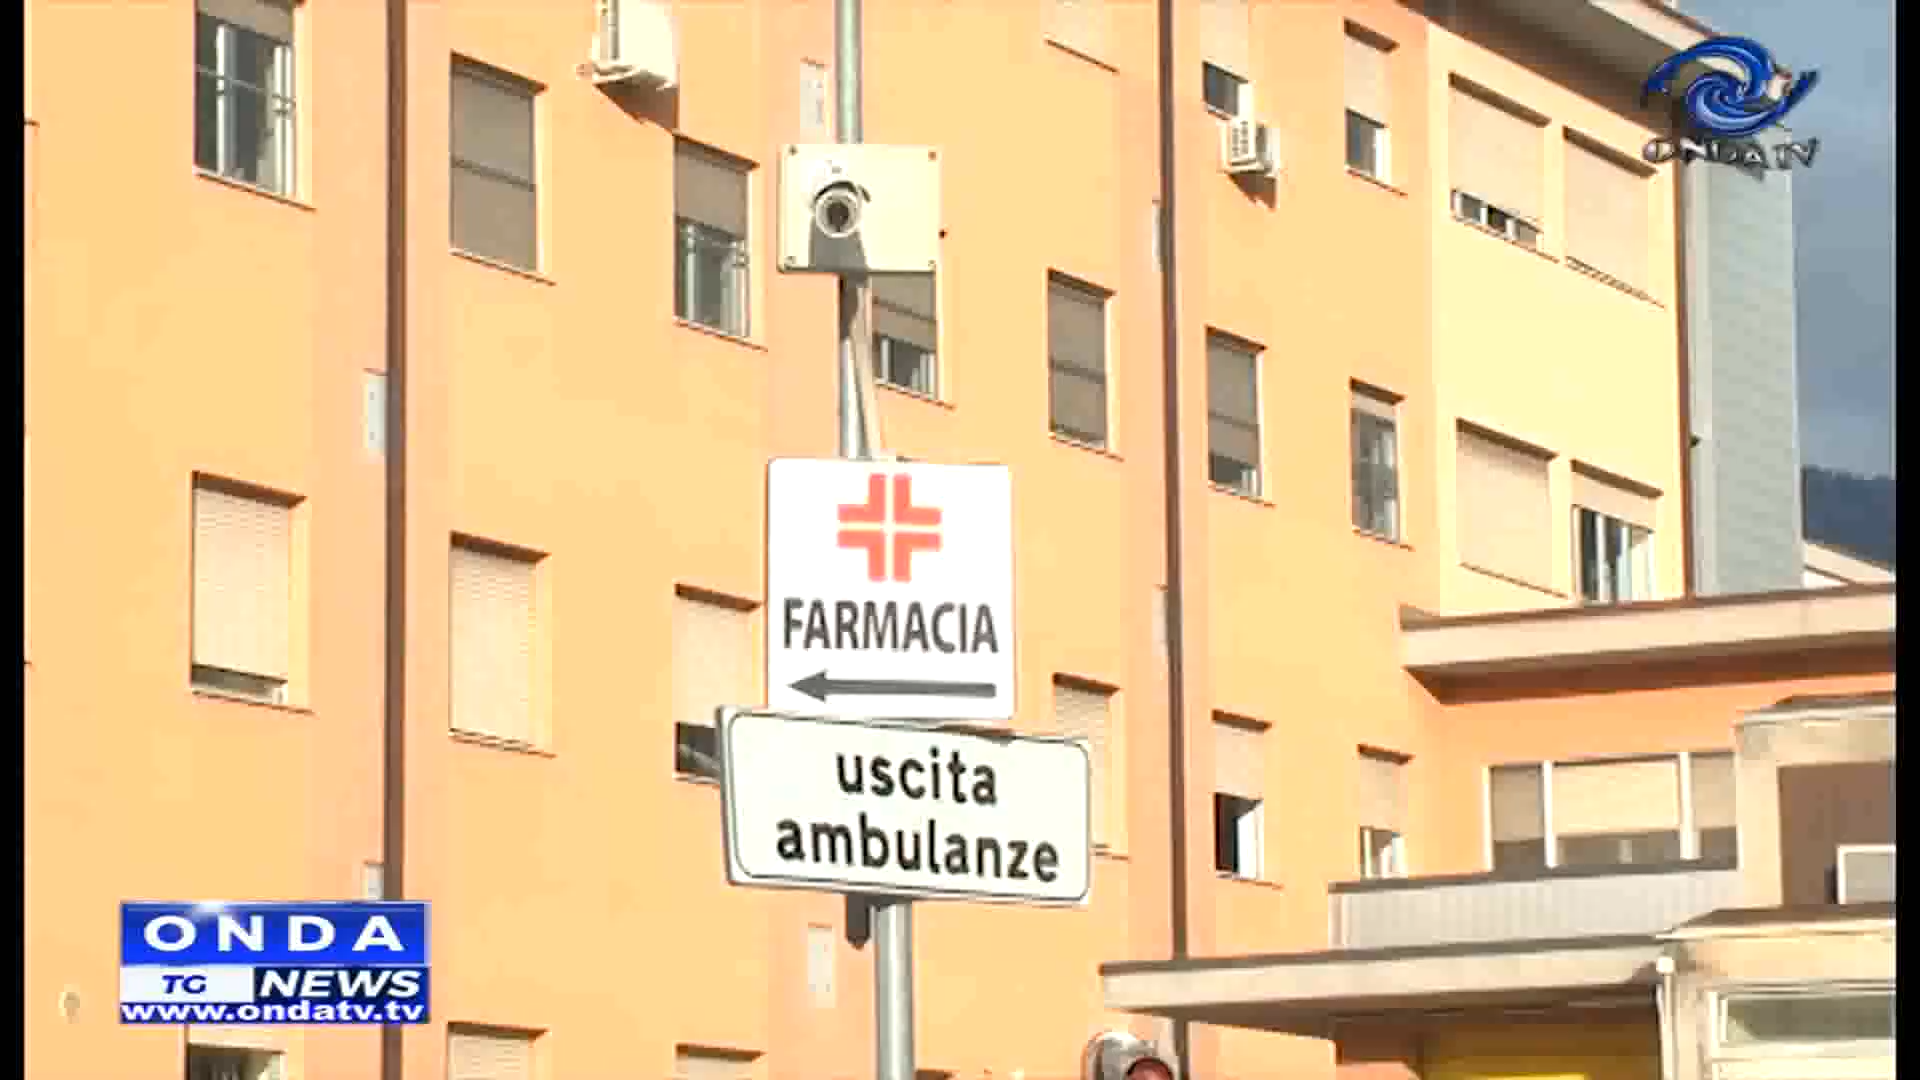 ONDA TV
FARMACIA
uscita
ambulanze
ONDA
TG NEWS
www.ondatv.tv